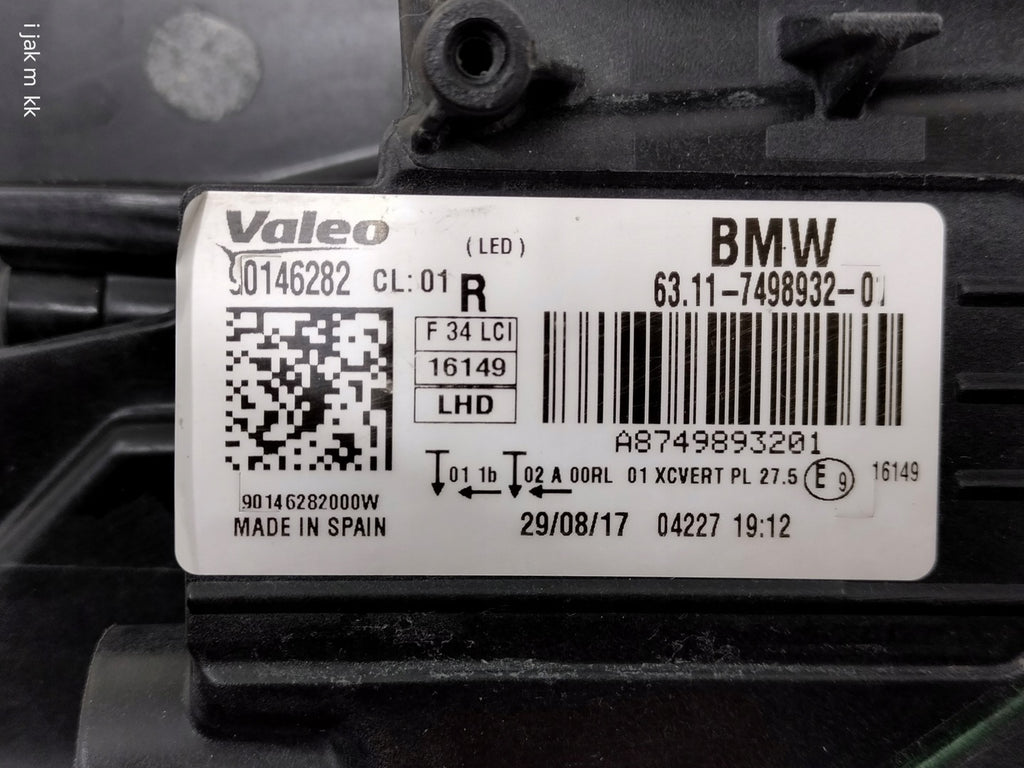 i jak m kk
Valeo
(LED)
BMW
90146282 CL: 01 R
63.11-7498932-01
F 34 LCI
16149
LHD
A8749893201
01 1b 02 A 00RL 01 XCVERT PL 27.5 E 9 16149
90146282000W
MADE IN SPAIN
29/08/17 04227 19:12